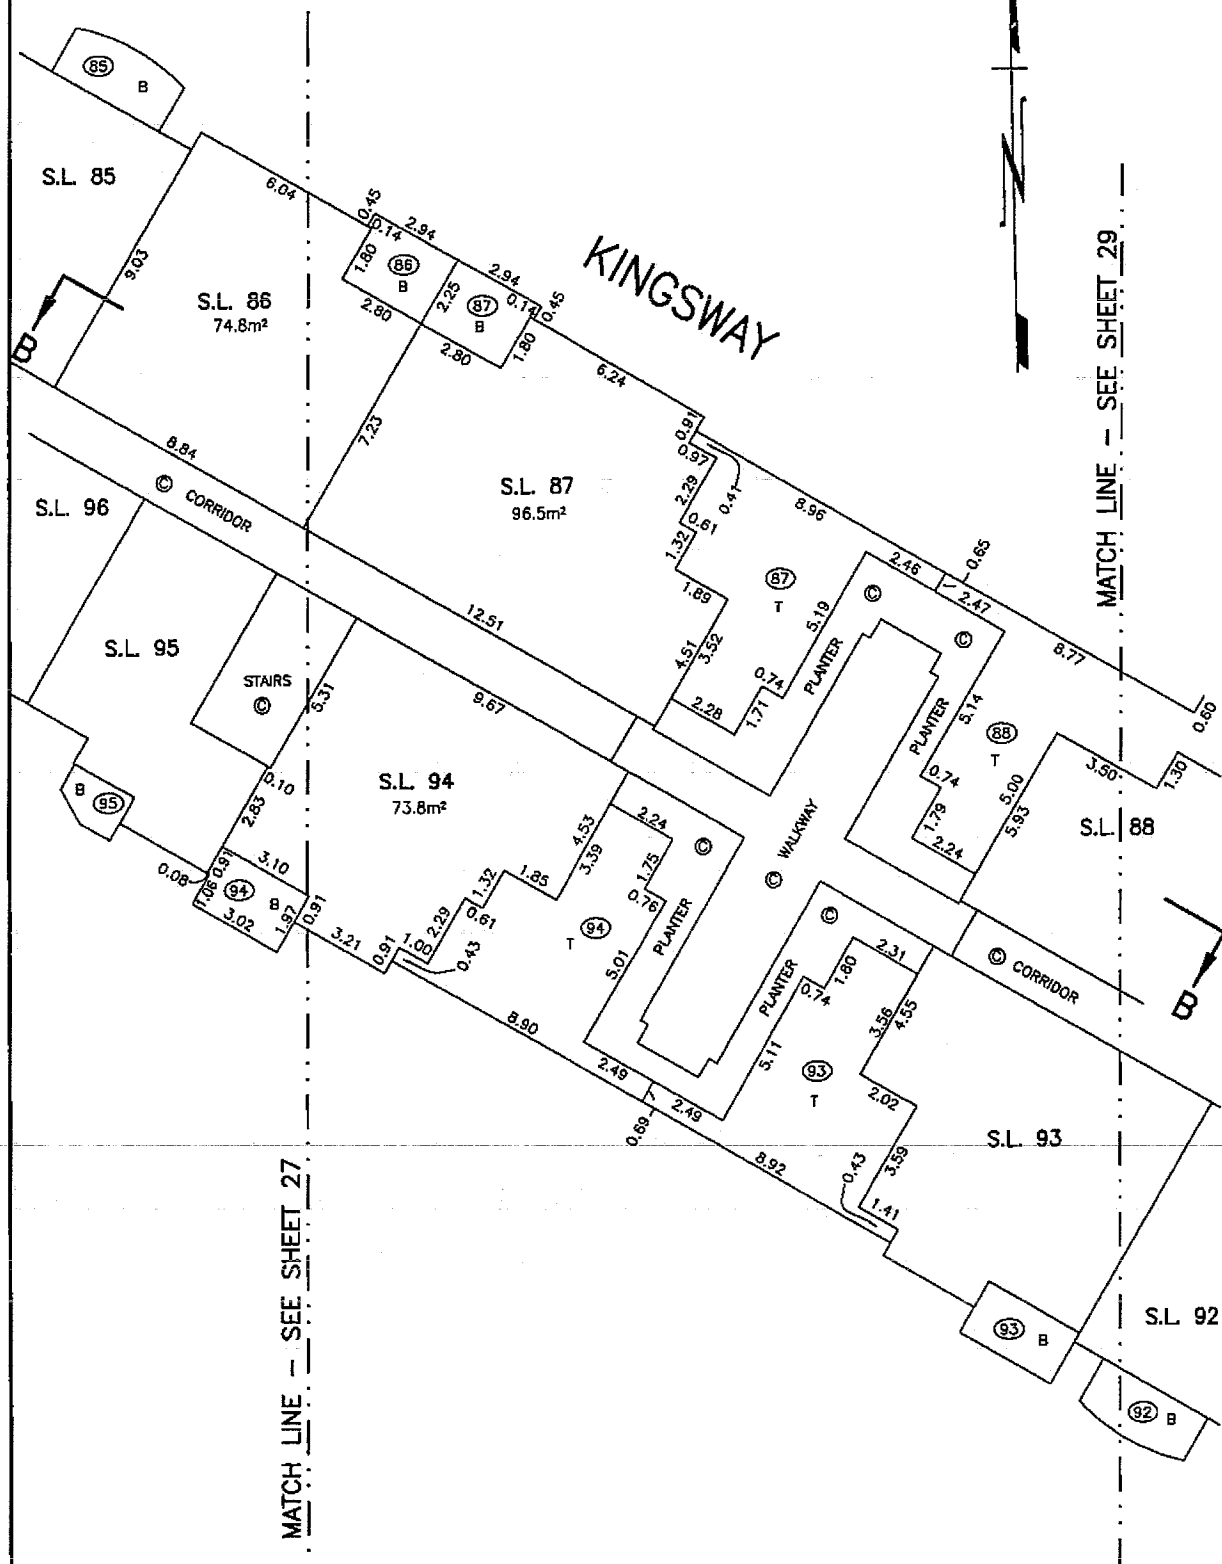 85
B
S.L. 85
6.04
0.45
0.14
2.94
1.80
86
B
2.94
0.14
0.45
2.25
87
B
2.80
2.80
1.80
9.03
B
S.L. 86
74.8m²
KINGSWAY
N
MATCH LINE - SEE SHEET 29
6.24
0.91
0.97
2.29
0.41
8.96
0.61
1.32
1.89
7.23
8.84
S.L. 87
96.5m²
S.L. 96
C
CORRIDOR
87
T
2.46
0.65
2.47
C
C
8.77
0.60
5.19
PLANTER
4.51
3.52
0.74
2.28
1.71
12.51
S.L. 95
STAIRS
C
5.31
9.67
PLANTER
5.14
88
T
0.74
1.79
2.24
5.00
5.93
3.50
1.30
S.L. 88
B
95
0.10
2.83
S.L. 94
73.8m²
4.53
3.39
2.24
1.75
0.76
C
WALKWAY
C
0.08
0.91
3.10
1.06
94
B
3.02
1.97
0.91
3.21
0.91
1.00
2.29
0.61
1.32
1.85
0.43
94
T
5.01
PLANTER
C
PLANTER
0.74
1.80
2.31
C
CORRIDOR
B
3.56
4.55
8.90
2.49
2.49
0.69
5.11
93
T
2.02
3.59
S.L. 93
8.92
0.43
1.41
MATCH LINE - SEE SHEET 27
93
B
S.L. 92
92
B